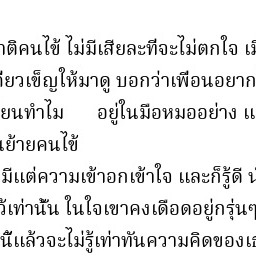 าติคนไข้ ไม่มีเสียละที่จะไม่ตกใจ เมื
ถียวเข็ญให้มาดู บอกว่าเพื่อนอยาก
ยนทำไม อยู่ในมือหมออย่าง แ
นย้ายคนไข้
มีแต่ความเข้าอกเข้าใจ และก็รู้ดี น
ว้เท่านั้น ในใจเขาคงเดือดอยู่กรุ่นๆ
นี้แล้วจะไม่รู้เท่าทันความคิดของเธ